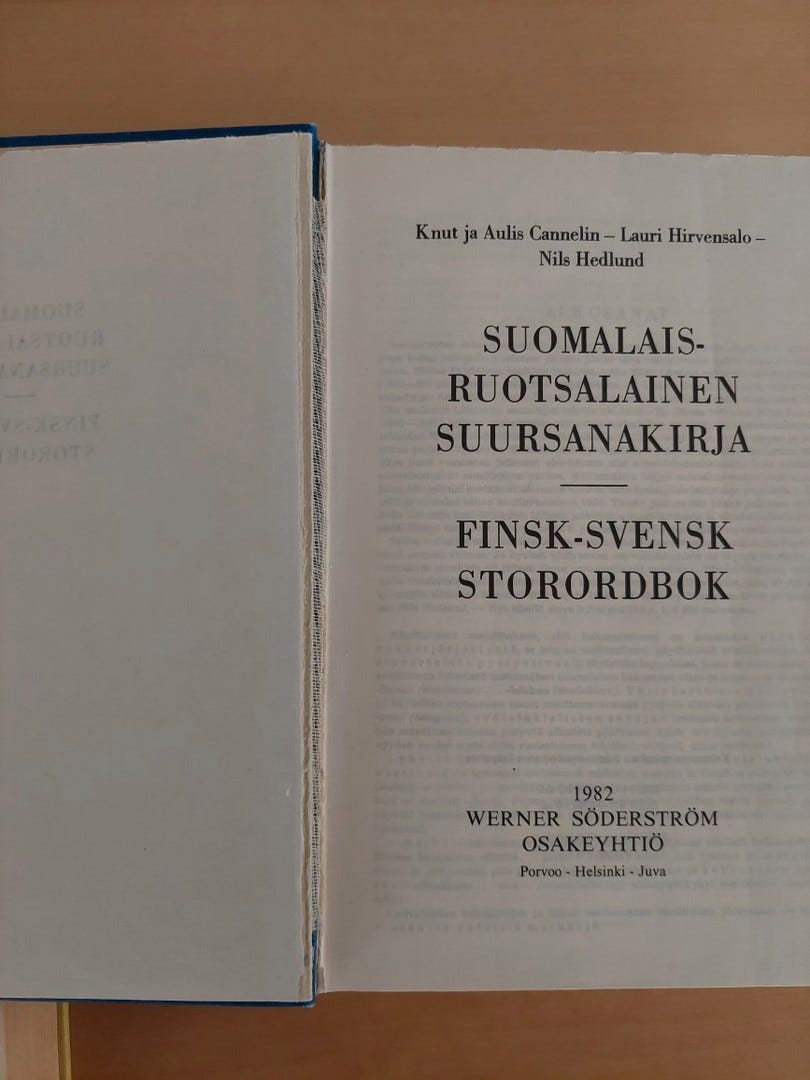 Knut ja Aulis Cannelin – Lauri Hirvensalo –
Nils Hedlund
SUOMALAIS-
RUOTSALAINEN
SUURSANAKIRJA
FINSK-SVENSK
STORORDBOK
1982
WERNER SÖDERSTRÖM
OSAKEYHTIÖ
Porvoo - Helsinki - Juva